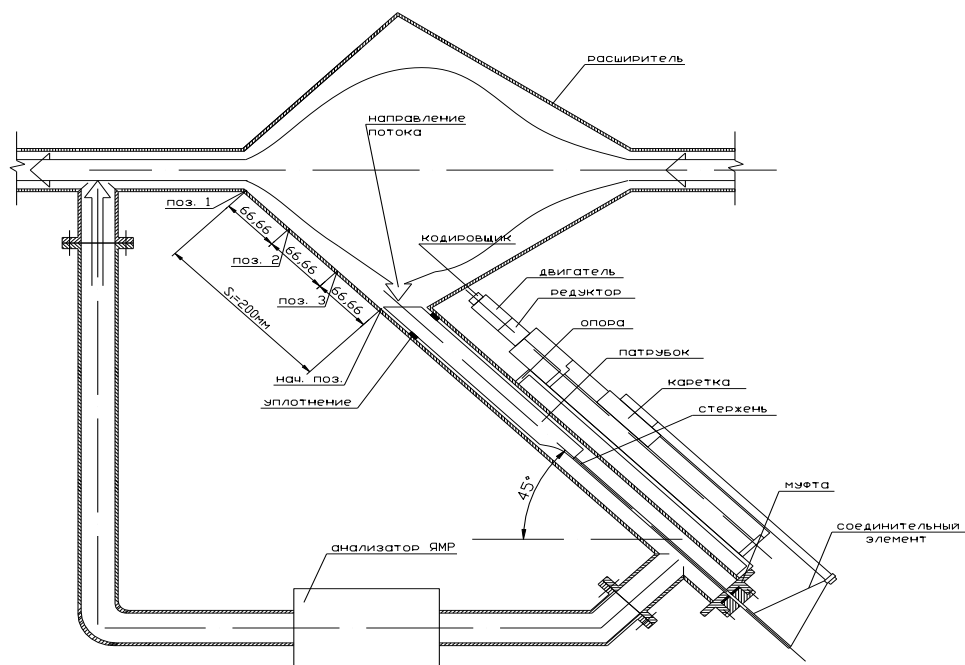 расширитель
направление
потока
поз. 1
66,66
кодировщик
поз. 2
66,66
двигатель
редуктор
поз. 3
66,66
S₁=200мм
опора
патрубок
нач. поз.
каретка
уплотнение
стержень
45°
муфта
соединительный
элемент
анализатор ЯМР